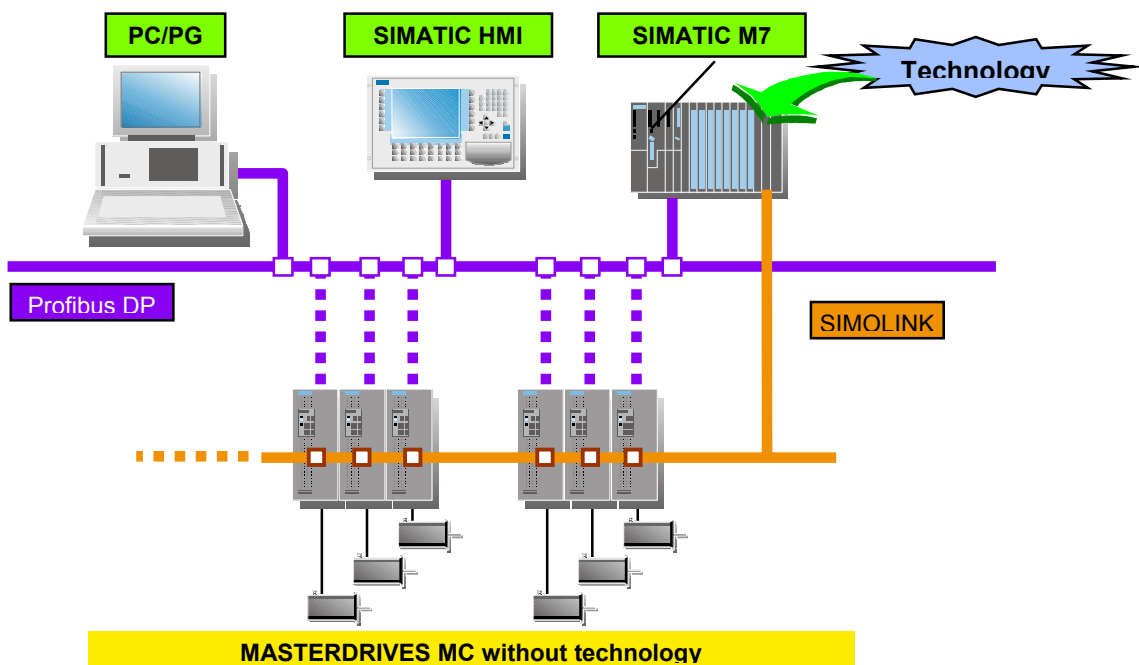 PC/PG
SIMATIC HMI
SIMATIC M7
Technology
Profibus DP
SIMOLINK
MASTERDRIVES MC without technology